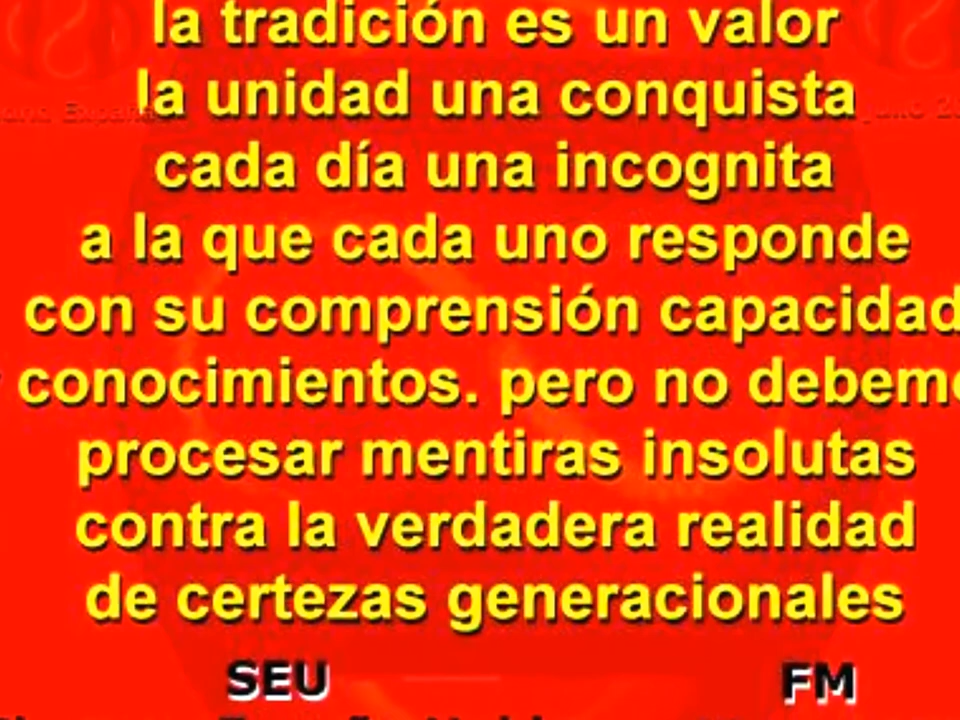 la tradición es un valor
la unidad una conquista
cada día una incognita
a la que cada uno responde
con su comprensión capacidad
conocimientos. pero no debemo
procesar mentiras insolutas
contra la verdadera realidad
de certezas generacionales
SEU FM